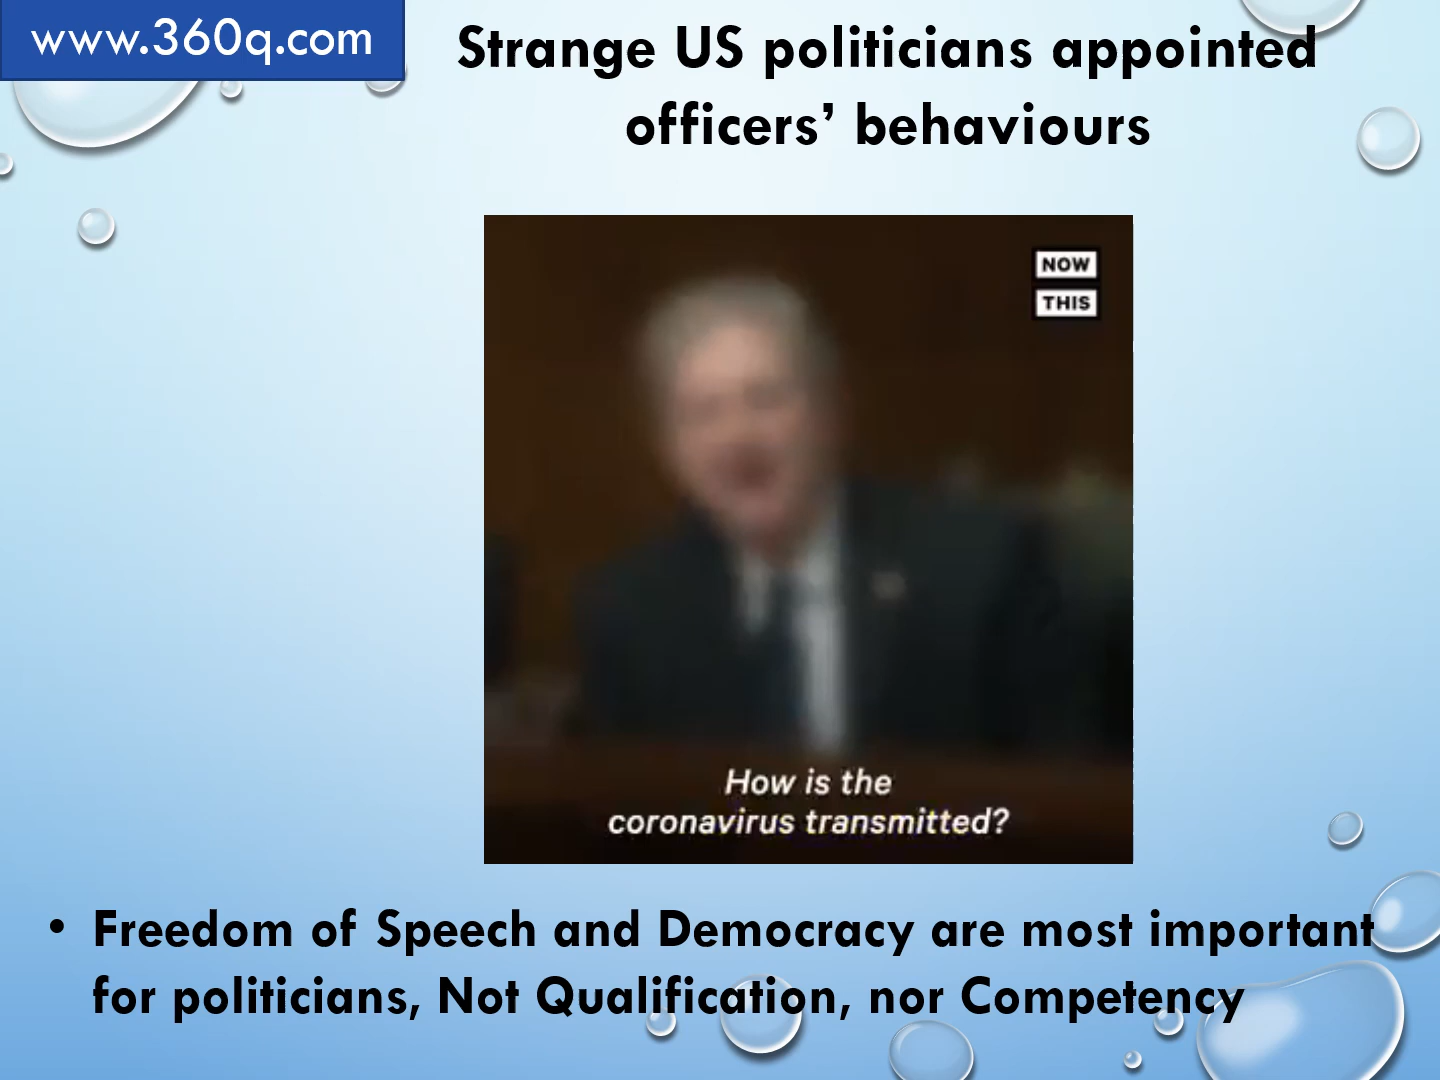 www.360q.com
Strange US politicians appointed
officers’ behaviours
NOW
THIS
How is the
coronavirus transmitted?
• Freedom of Speech and Democracy are most important
for politicians, Not Qualification, nor Competency